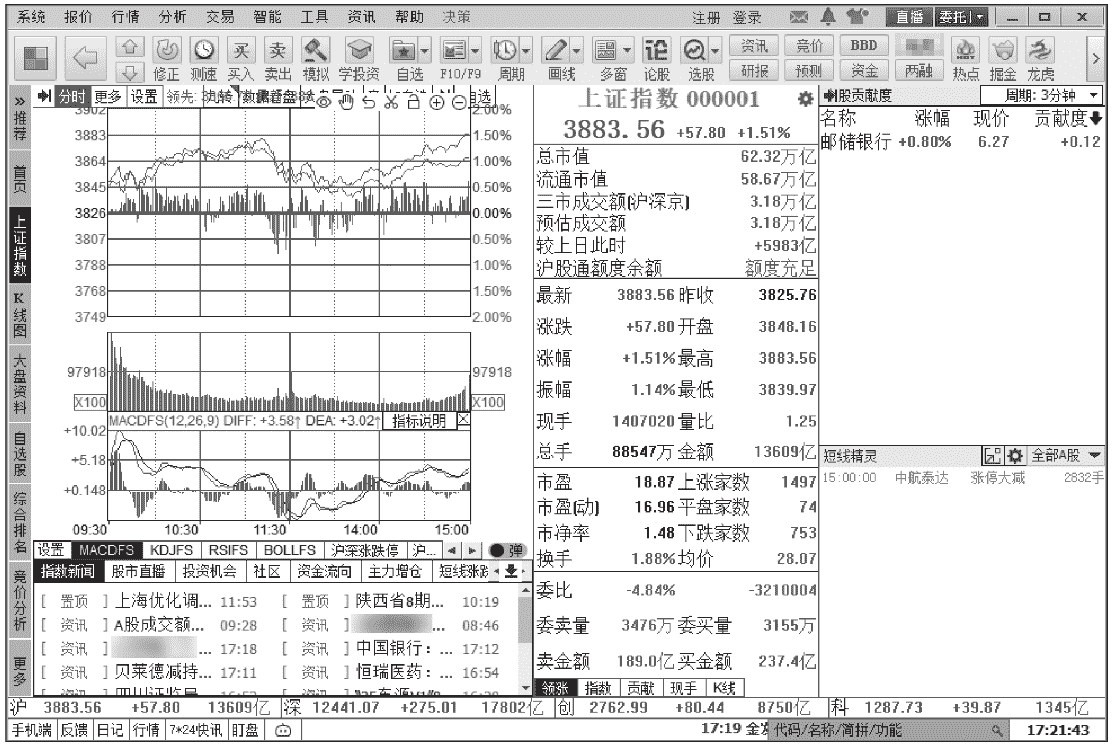 系统 报价 行情 分析 交易 智能 工具 资讯 帮助 决策 注册 登录 直播 委托
修正 测速 买入 卖出 模拟 学投资 自选 F10/F9 周期 画线 多窗 论股 选股 资讯 研报 竞价 预测 BBD 资金 两融 热点 掘金 龙虎
推荐
首页
上证指数
K线图
大盘资料
自选股
综合排名
竞价分析
更多
分时 更多 设置 领先:
3902 2.00%
3883 1.50%
3864 1.00%
3845 0.50%
3826 0.00%
3807 0.50%
3788 1.00%
3768 1.50%
3749 2.00%
97918 97918
X100 X100
MACDFS(12,26,9) DIFF: +3.58↑ DEA: +3.02↑ 指标说明
+10.02
+5.18
+0.148
09:30 10:30 11:30 14:00 15:00
设置 MACDFS KDJFS RSIFS BOLLFS 沪深涨跌停 沪... 弹
指数新闻 股市直播 投资机会 社区 资金流向 主力增仓 短线涨跌
[ 置顶 ] 上海优化调... 11:53 [ 置顶 ] 陕西省8期... 10:19
[ 资讯 ] A股成交额... 09:28 [ 资讯 ] ... 08:46
[ 资讯 ] ... 17:18 [ 资讯 ] 中国银行：... 17:12
[ 资讯 ] 贝莱德减持... 17:11 [ 资讯 ] 恒瑞医药：... 16:54
上证指数 000001
3883.56 +57.80 +1.51%
总市值 62.32万亿
流通市值 58.67万亿
三市成交额(沪深京) 3.18万亿
预估成交额 3.18万亿
较上日此时 +5983亿
沪股通额度余额 额度充足
最新 3883.56 昨收 3825.76
涨跌 +57.80 开盘 3848.16
涨幅 +1.51% 最高 3883.56
振幅 1.14% 最低 3839.97
现手 1407020 量比 1.25
总手 88547万 金额 13609亿
市盈 18.87 上涨家数 1497
市盈(动) 16.96 平盘家数 74
市净率 1.48 下跌家数 753
换手 1.88% 均价 28.07
委比 -4.84% -3210004
委卖量 3476万 委买量 3155万
卖金额 189.0亿 买金额 237.4亿
领涨 指数 贡献 现手 K线
股贡献度 周期: 3分钟
名称 涨幅 现价 贡献度
邮储银行 +0.80% 6.27 +0.12
短线精灵 全部A股
15:00:00 中航泰达 涨停大减 2832手
沪 3883.56 +57.80 13609亿 深 12441.07 +275.01 17802亿 创 2762.99 +80.44 8750亿 科 1287.73 +39.87 1345亿
手机端 反馈 日记 行情 7*24快讯 盯盘 17:19 代码/名称/简拼/功能 17:21:43